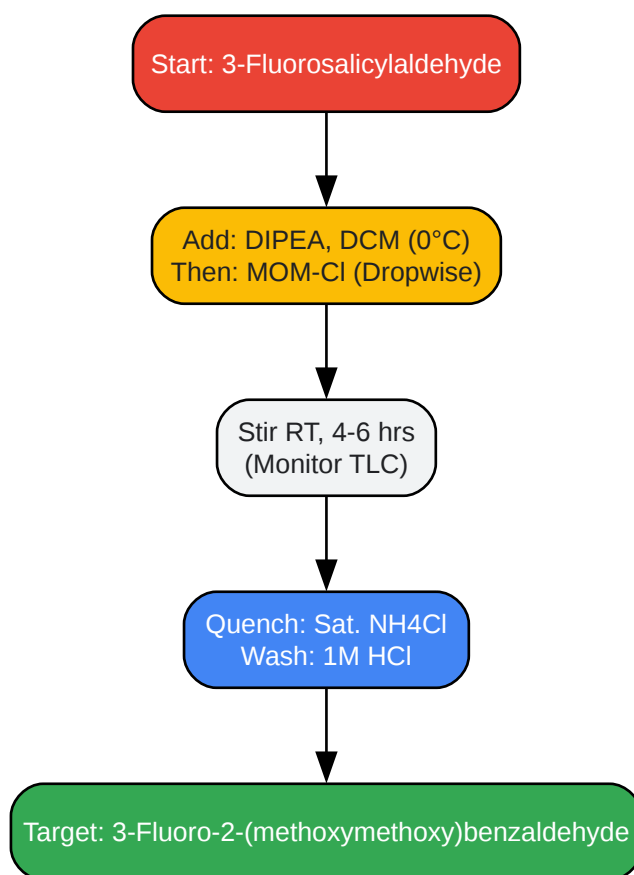 Start: 3-Fluorosalicylaldehyde
Add: DIPEA, DCM (0°C)
Then: MOM-Cl (Dropwise)
Stir RT, 4-6 hrs
(Monitor TLC)
Quench: Sat. NH4Cl
Wash: 1M HCl
Target: 3-Fluoro-2-(methoxymethoxy)benzaldehyde